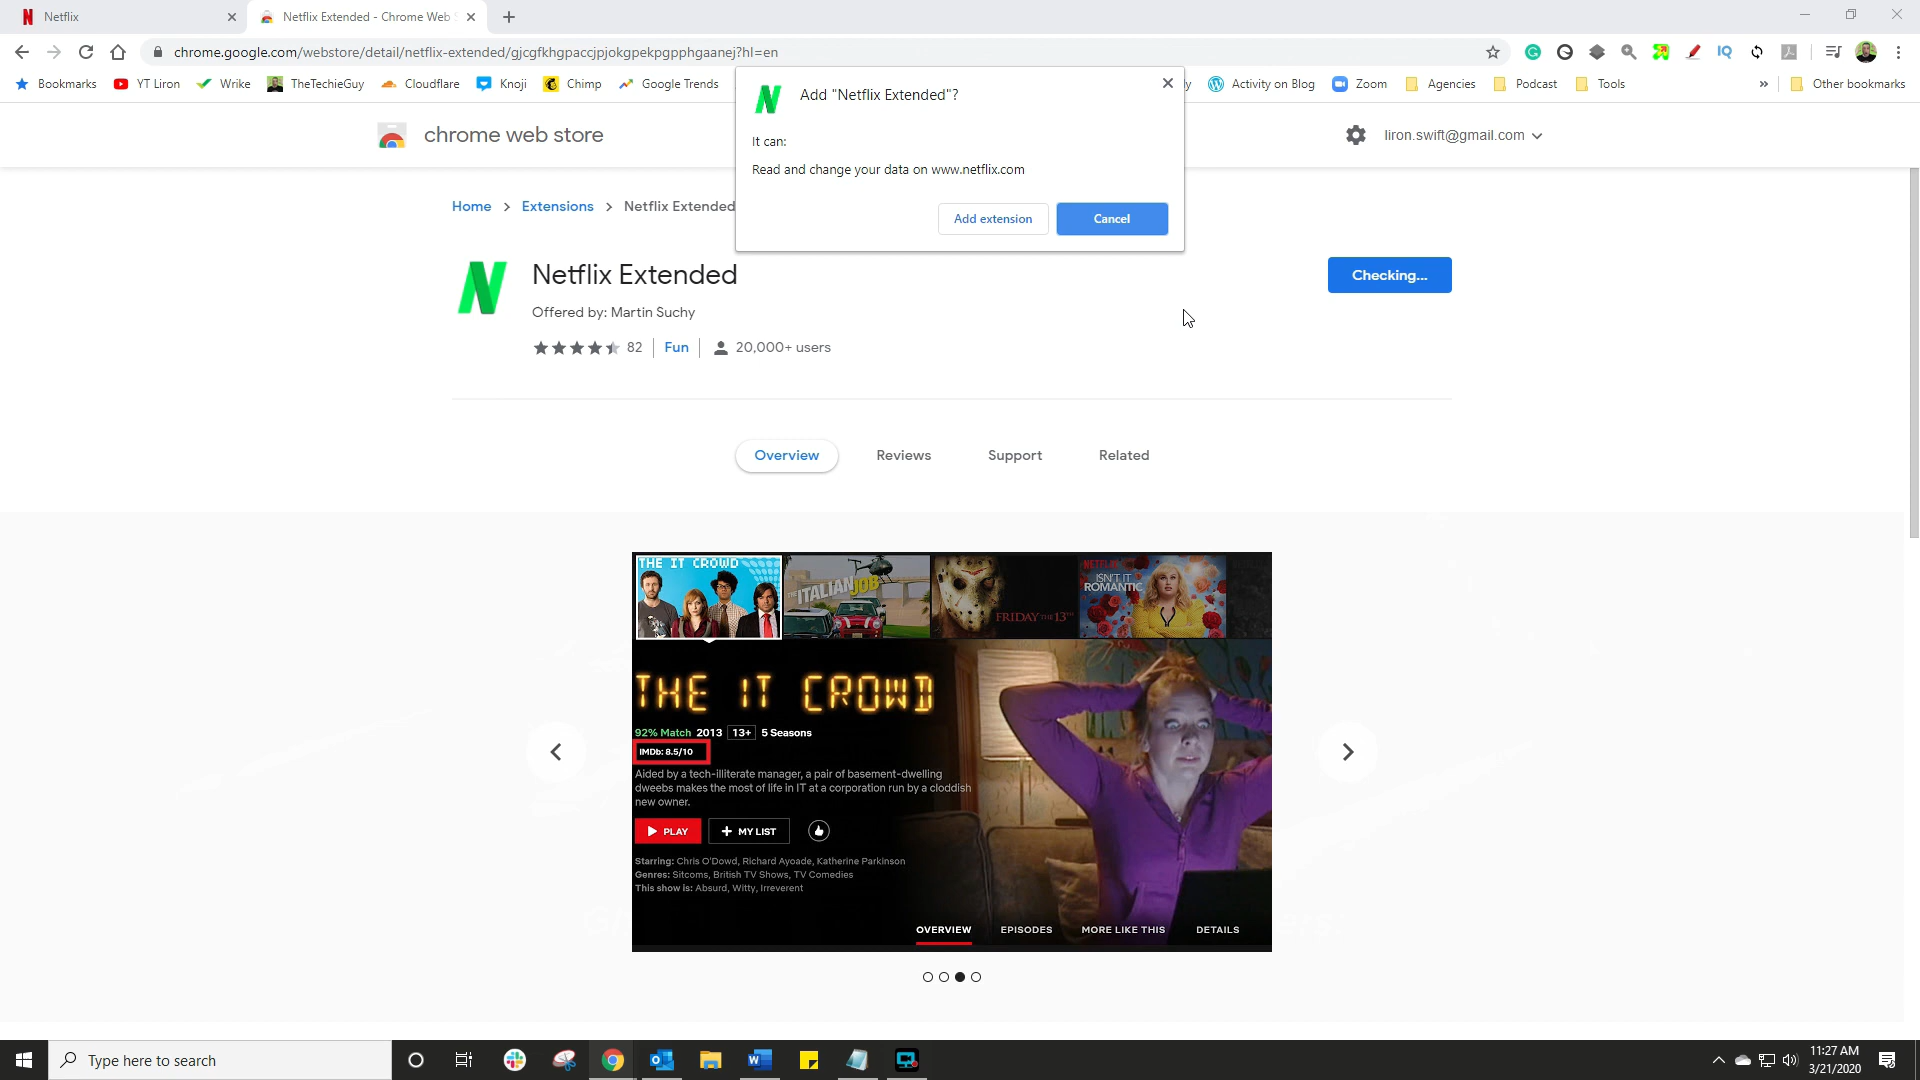 Netflix
Netflix Extended - Chrome Web S
chrome.google.com/webstore/detail/netflix-extended/gjcgfkhgpaccjpjokgpekpgpphgaanej?hl=en
Bookmarks
YT Liron
Wrike
TheTechieGuy
Cloudflare
Knoji
Chimp
Google Trends
ly
Activity on Blog
Zoom
Agencies
Podcast
Tools
»
Other bookmarks
Add "Netflix Extended"?
It can:
Read and change your data on www.netflix.com
Add extension
Cancel
chrome web store
liron.swift@gmail.com
Home > Extensions > Netflix Extended
Netflix Extended
Checking...
Offered by: Martin Suchy
82
Fun
20,000+ users
Overview
Reviews
Support
Related
THE IT CROWD
THE ITALIAN JOB
FRIDAY THE 13TH
NETFLIX
ISN'T IT
ROMANTIC
THE IT CROWD
92% Match 2013 13+ 5 Seasons
IMDb: 8.5/10
Aided by a tech-illiterate manager, a pair of basement-dwelling
dweebs makes the most of life in IT at a corporation run by a cloddish
new owner.
PLAY
+ MY LIST
Starring: Chris O'Dowd, Richard Ayoade, Katherine Parkinson
Genres: Sitcoms, British TV Shows, TV Comedies
This show is: Absurd, Witty, Irreverent
OVERVIEW
EPISODES
MORE LIKE THIS
DETAILS
Type here to search
11:27 AM
3/21/2020